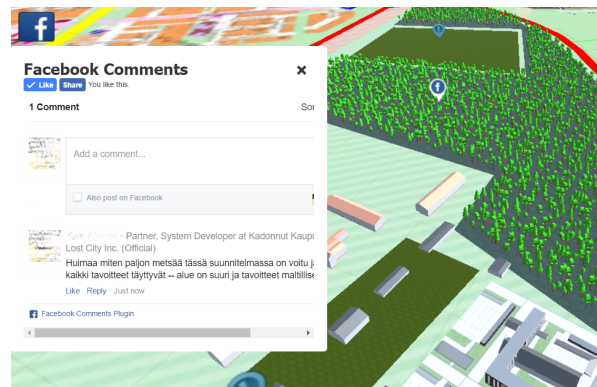 f
Facebook Comments ×
Like Share You like this.
1 Comment Sor
Add a comment...
Also post on Facebook
- Partner, System Developer at Kadonnut Kaupu
Lost City Inc. (Official)
Huimaa miten paljon metsää tässä suunnitelmassa on voitu jä
kaikki tavoitteet täyttyvät -- alue on suuri ja tavoitteet maltillise
Like · Reply · Just now
f Facebook Comments Plugin
f